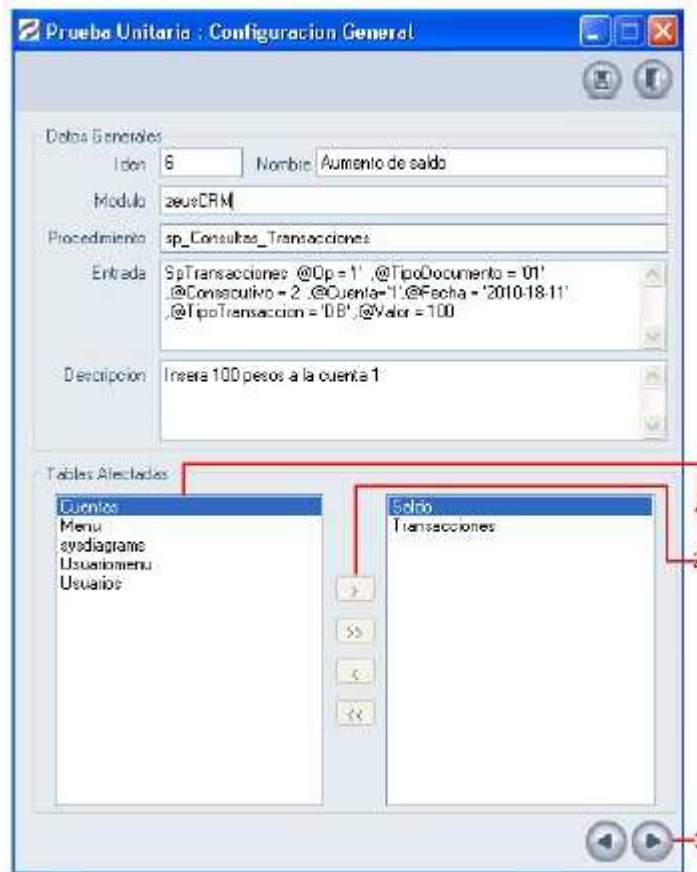 Prueba Unitaria : Configuracion General
Datos Generales
Iden 6 Nombre Aumento de saldo
Modulo zeusCRM
Procedimiento sp_Consultas_Transacciones
Entrada SpTransacciones @Op = 1' ,@TipoDocumento = '01'
,@Consecutivo = 2 ,@Cuenta='1',@Fecha = '2010-18-11'
,@TipoTransaccion = 'DB' ,@Valor = 100
Descripcion Insera 100 pesos a la cuenta 1
Tablas Afectadas
Cuentas
Menu
sysdiagrams
Usuariomenu
Usuarios
>
>>
<
<<
Saldo
Transacciones